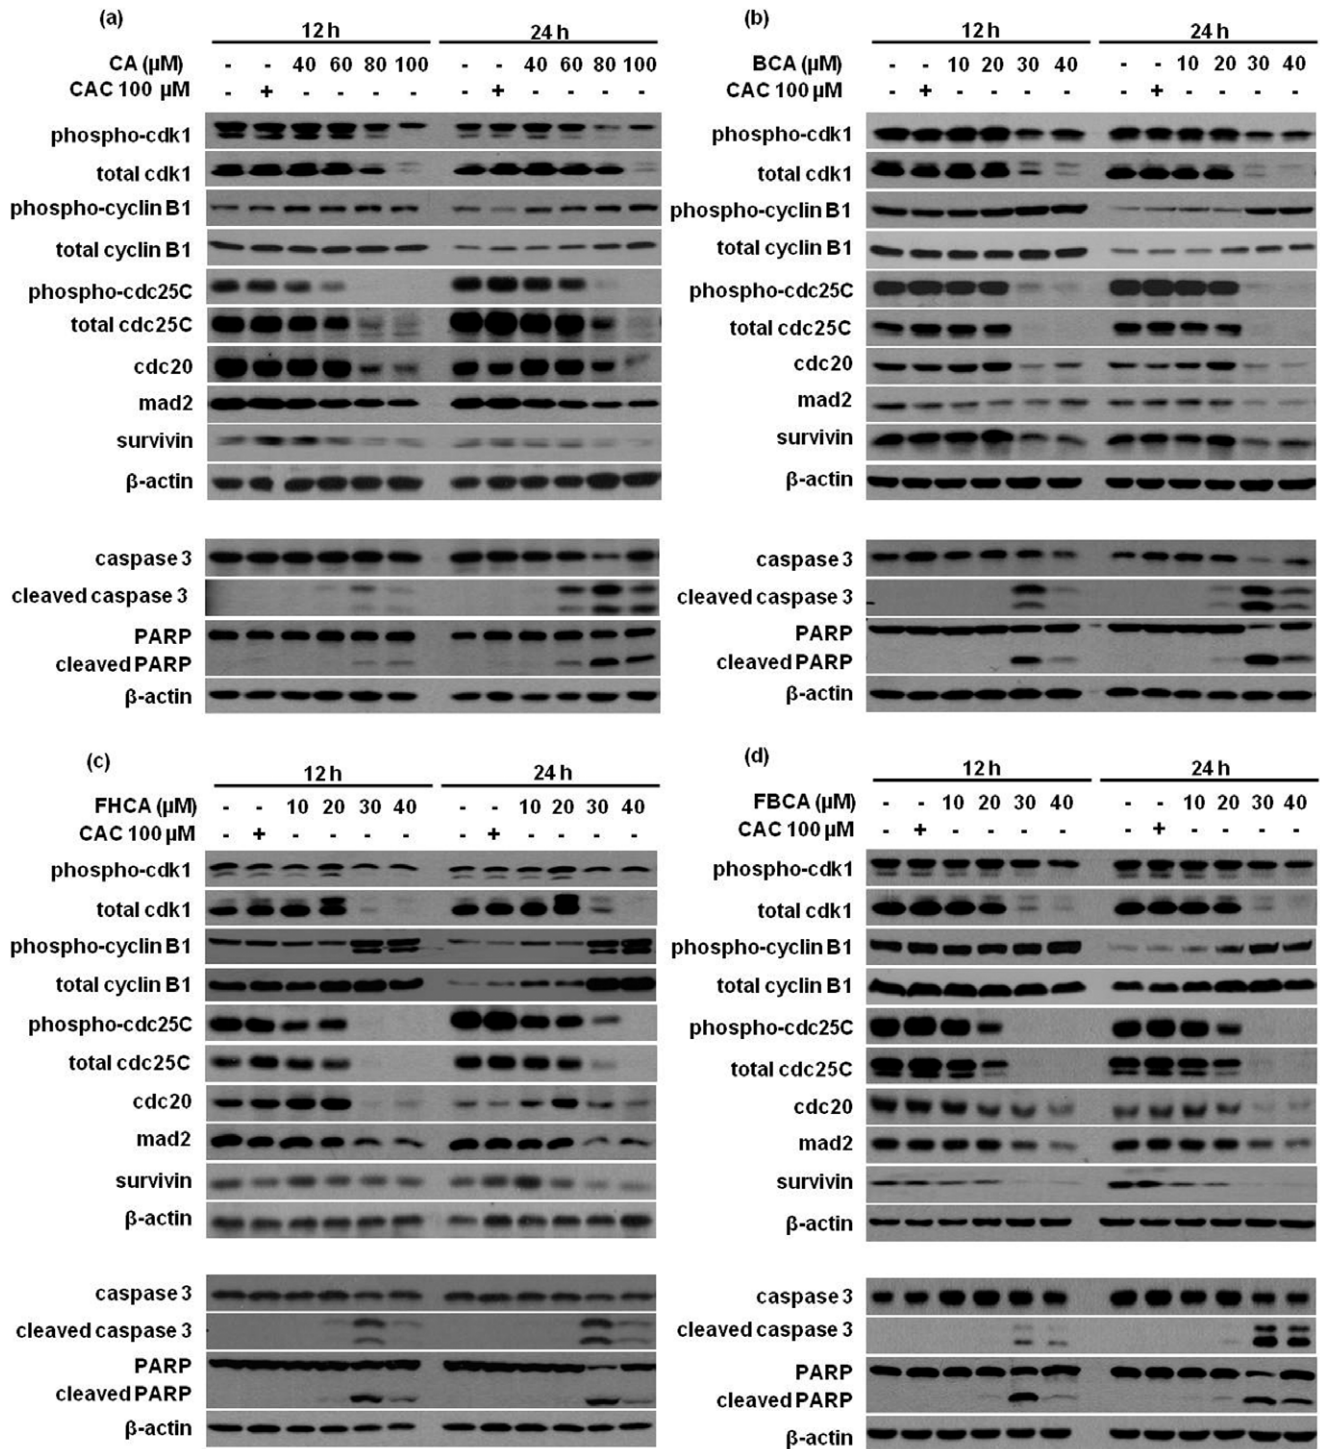 (a)
12 h 24 h
CA (µM) - - 40 60 80 100 - - 40 60 80 100
CAC 100 µM - + - - - - - + - - - -
phospho-cdk1
total cdk1
phospho-cyclin B1
total cyclin B1
phospho-cdc25C
total cdc25C
cdc20
mad2
survivin
β-actin
caspase 3
cleaved caspase 3
PARP
cleaved PARP
β-actin
(b)
12 h 24 h
BCA (µM) - - 10 20 30 40 - - 10 20 30 40
CAC 100 µM - + - - - - - + - - - -
phospho-cdk1
total cdk1
phospho-cyclin B1
total cyclin B1
phospho-cdc25C
total cdc25C
cdc20
mad2
survivin
β-actin
caspase 3
cleaved caspase 3
PARP
cleaved PARP
β-actin
(c)
12 h 24 h
FHCA (µM) - - 10 20 30 40 - - 10 20 30 40
CAC 100 µM - + - - - - - + - - - -
phospho-cdk1
total cdk1
phospho-cyclin B1
total cyclin B1
phospho-cdc25C
total cdc25C
cdc20
mad2
survivin
β-actin
caspase 3
cleaved caspase 3
PARP
cleaved PARP
β-actin
(d)
12 h 24 h
FBCA (µM) - - 10 20 30 40 - - 10 20 30 40
CAC 100 µM - + - - - - - + - - - -
phospho-cdk1
total cdk1
phospho-cyclin B1
total cyclin B1
phospho-cdc25C
total cdc25C
cdc20
mad2
survivin
β-actin
caspase 3
cleaved caspase 3
PARP
cleaved PARP
β-actin